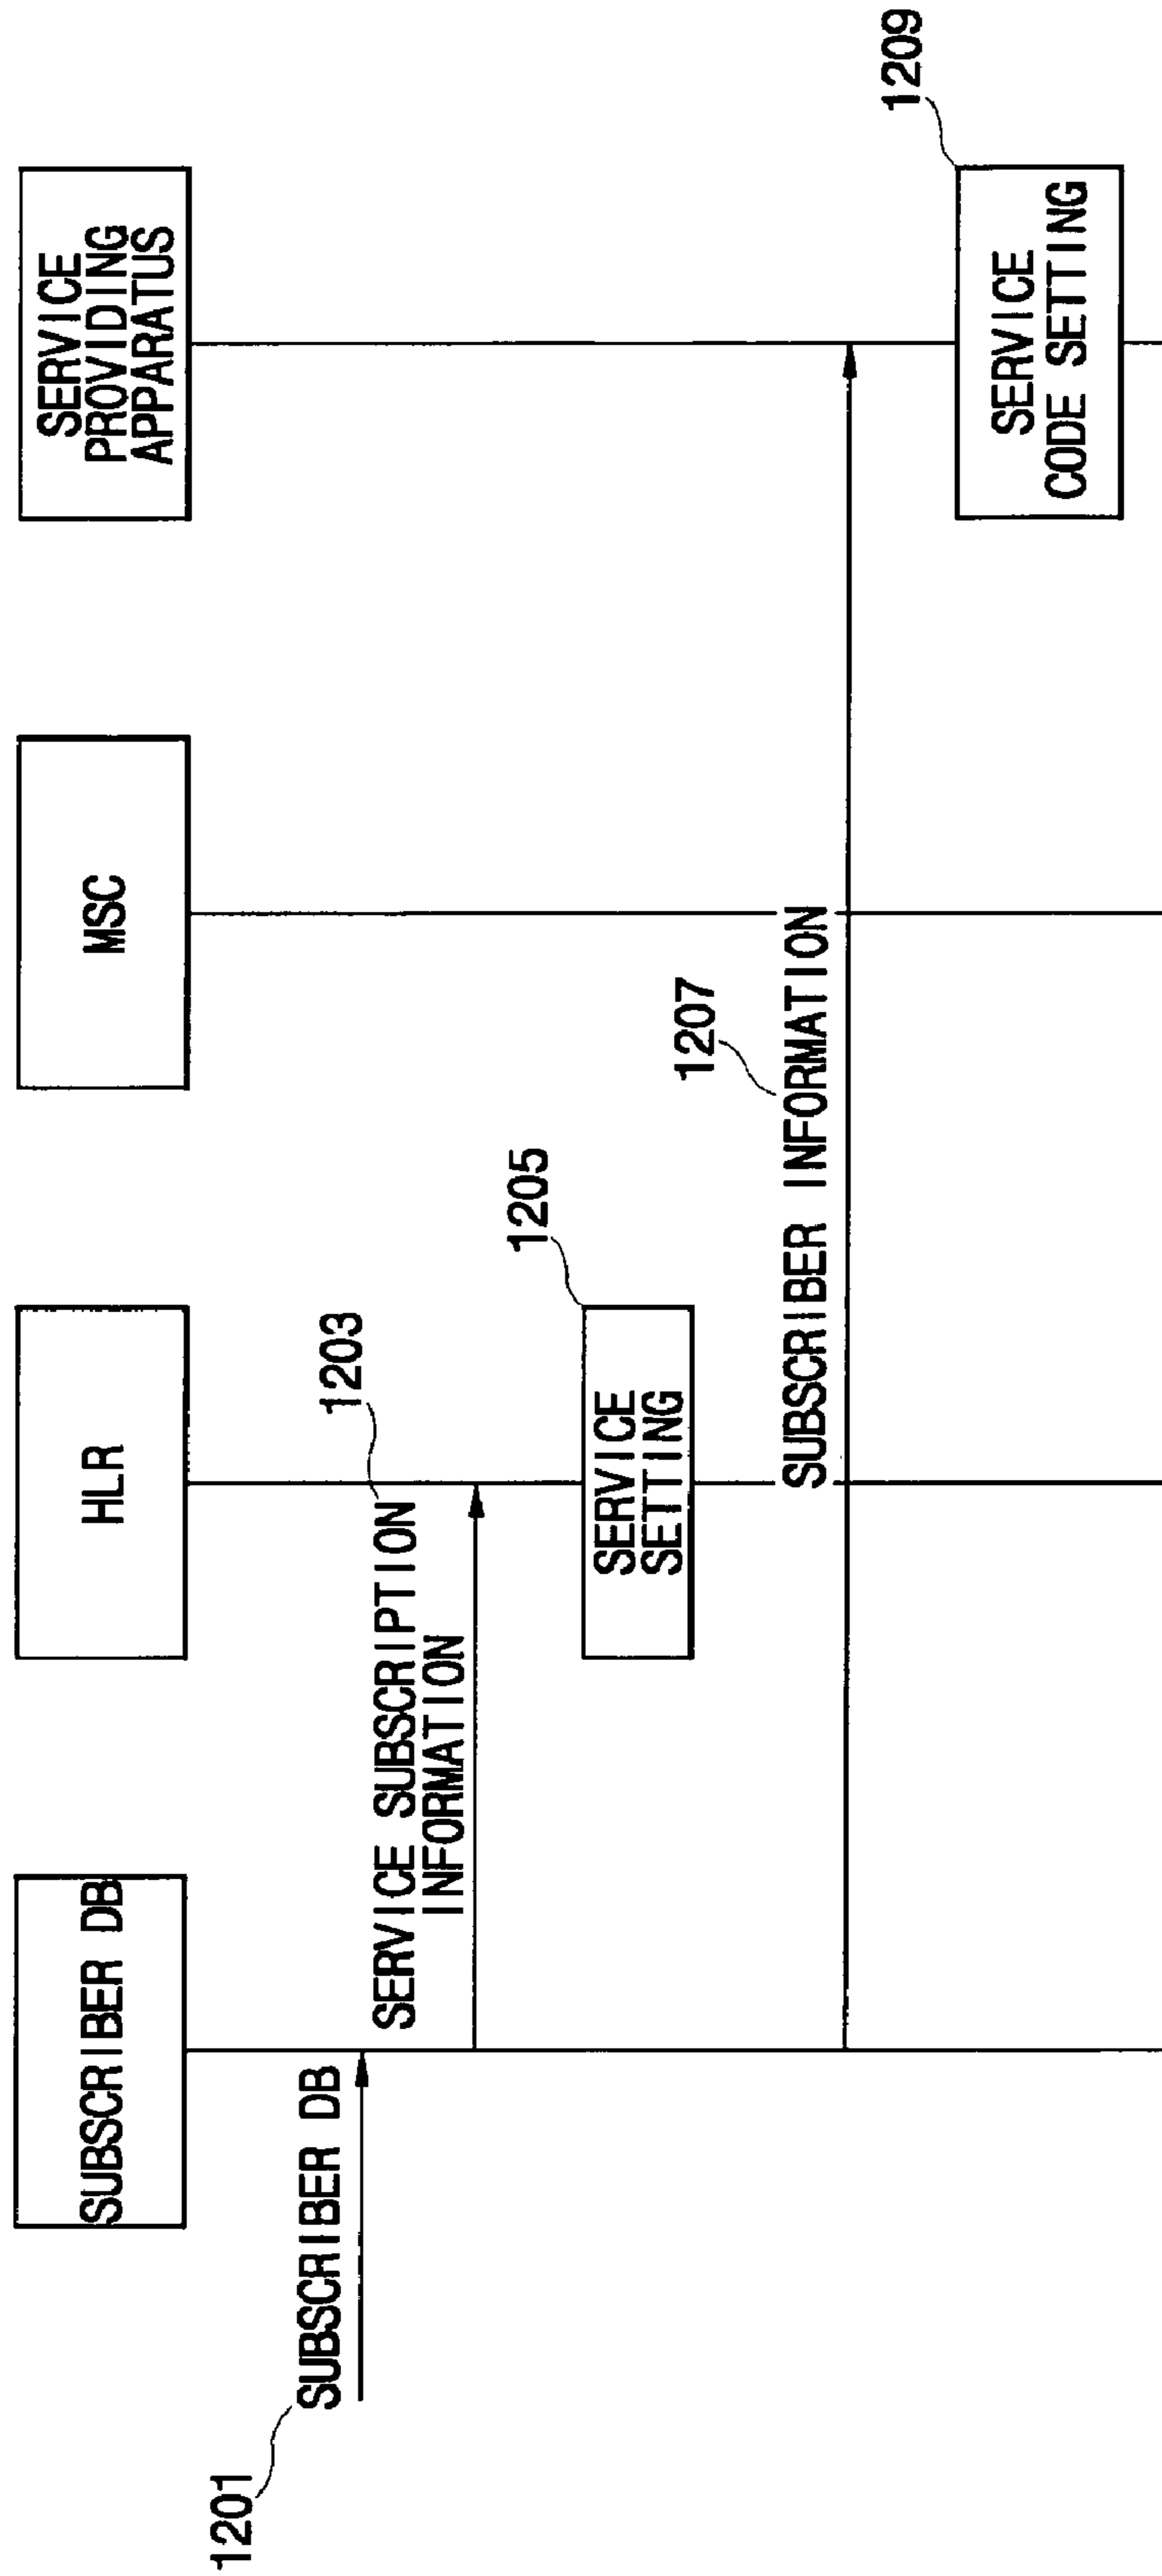 SUBSCRIBER DB
HLR
MSC
SERVICE
PROVIDING
APPARATUS
1201
SUBSCRIBER DB
1203
SERVICE SUBSCRIPTION
INFORMATION
1205
SERVICE
SETTING
1207
SUBSCRIBER INFORMATION
1209
SERVICE
CODE SETTING